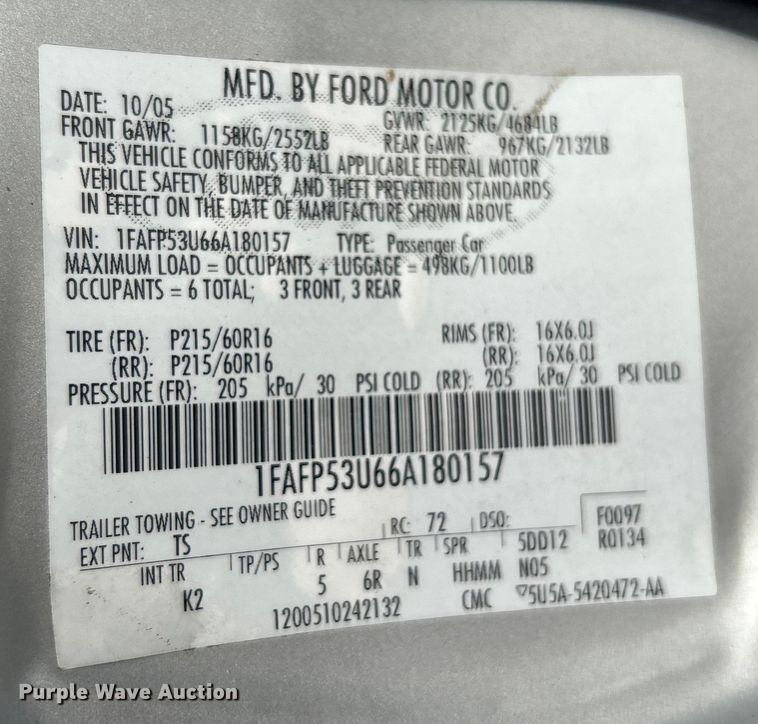 MFD. BY FORD MOTOR CO.
DATE: 10/05 GVWR: 2125KG/4684LB
FRONT GAWR: 1158KG/2552LB REAR GAWR: 967KG/2132LB
THIS VEHICLE CONFORMS TO ALL APPLICABLE FEDERAL MOTOR
VEHICLE SAFETY, BUMPER, AND THEFT PREVENTION STANDARDS
IN EFFECT ON THE DATE OF MANUFACTURE SHOWN ABOVE.
VIN: 1FAFP53U66A180157 TYPE: Passenger Car
MAXIMUM LOAD = OCCUPANTS + LUGGAGE = 498KG/1100LB
OCCUPANTS = 6 TOTAL; 3 FRONT, 3 REAR
TIRE (FR): P215/60R16 RIMS (FR): 16X6.0J
(RR): P215/60R16 (RR): 16X6.0J
PRESSURE (FR): 205 kPa/ 30 PSI COLD (RR): 205 kPa/ 30 PSI COLD
1FAFP53U66A180157
TRAILER TOWING - SEE OWNER GUIDE
EXT PNT: TS RC: 72 DSO: F0097
INT TR TP/PS R AXLE TR SPR 5DD12 R0134
K2 5 6R N HHMM N05
1200510242132 CMC ▽5U5A-5420472-AA
Purple Wave Auction